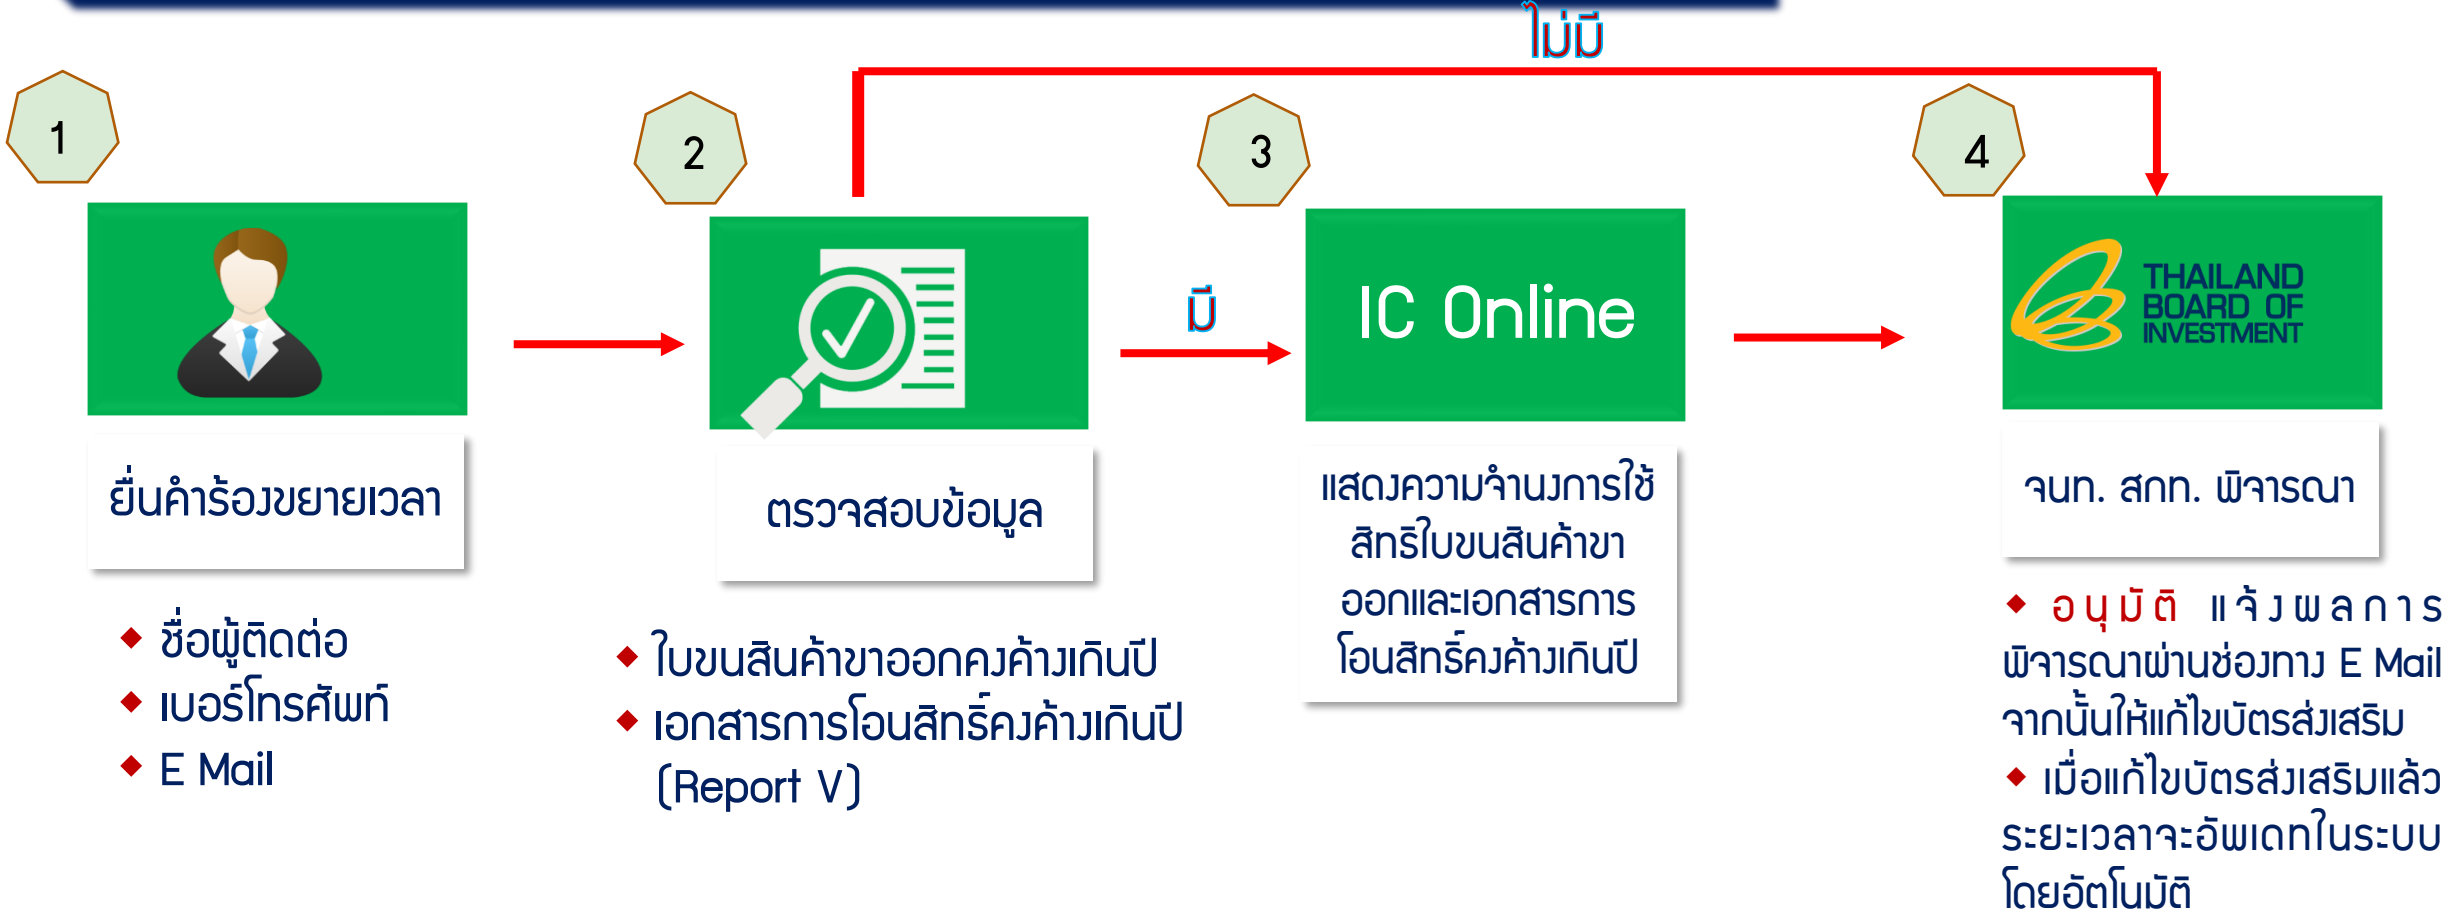 ไม่มี
1
2
3
4
THAILAND
BOARD OF
INVESTMENT
IC Online
มี
ยื่นคำร้องขยายเวลา
ตรวจสอบข้อมูล
แสดงความจำนงการใช้
สิทธิใบขนสินค้าขา
ออกและเอกสารการ
โอนสิทธิ์คงค้างเกินปี
จนท. สกท. พิจารณา
◆ ชื่อผู้ติดต่อ
◆ เบอร์โทรศัพท์
◆ E Mail
◆ ใบขนสินค้าขาออกคงค้างเกินปี
◆ เอกสารการโอนสิทธิ์คงค้างเกินปี
(Report V)
◆ อนุมัติ แจ้งผลการ
พิจารณาผ่านช่องทาง E Mail
จากนั้นให้แก้ไขบัตรส่งเสริม
◆ เมื่อแก้ไขบัตรส่งเสริมแล้ว
ระยะเวลาจะอัพเดทในระบบ
โดยอัตโนมัติ